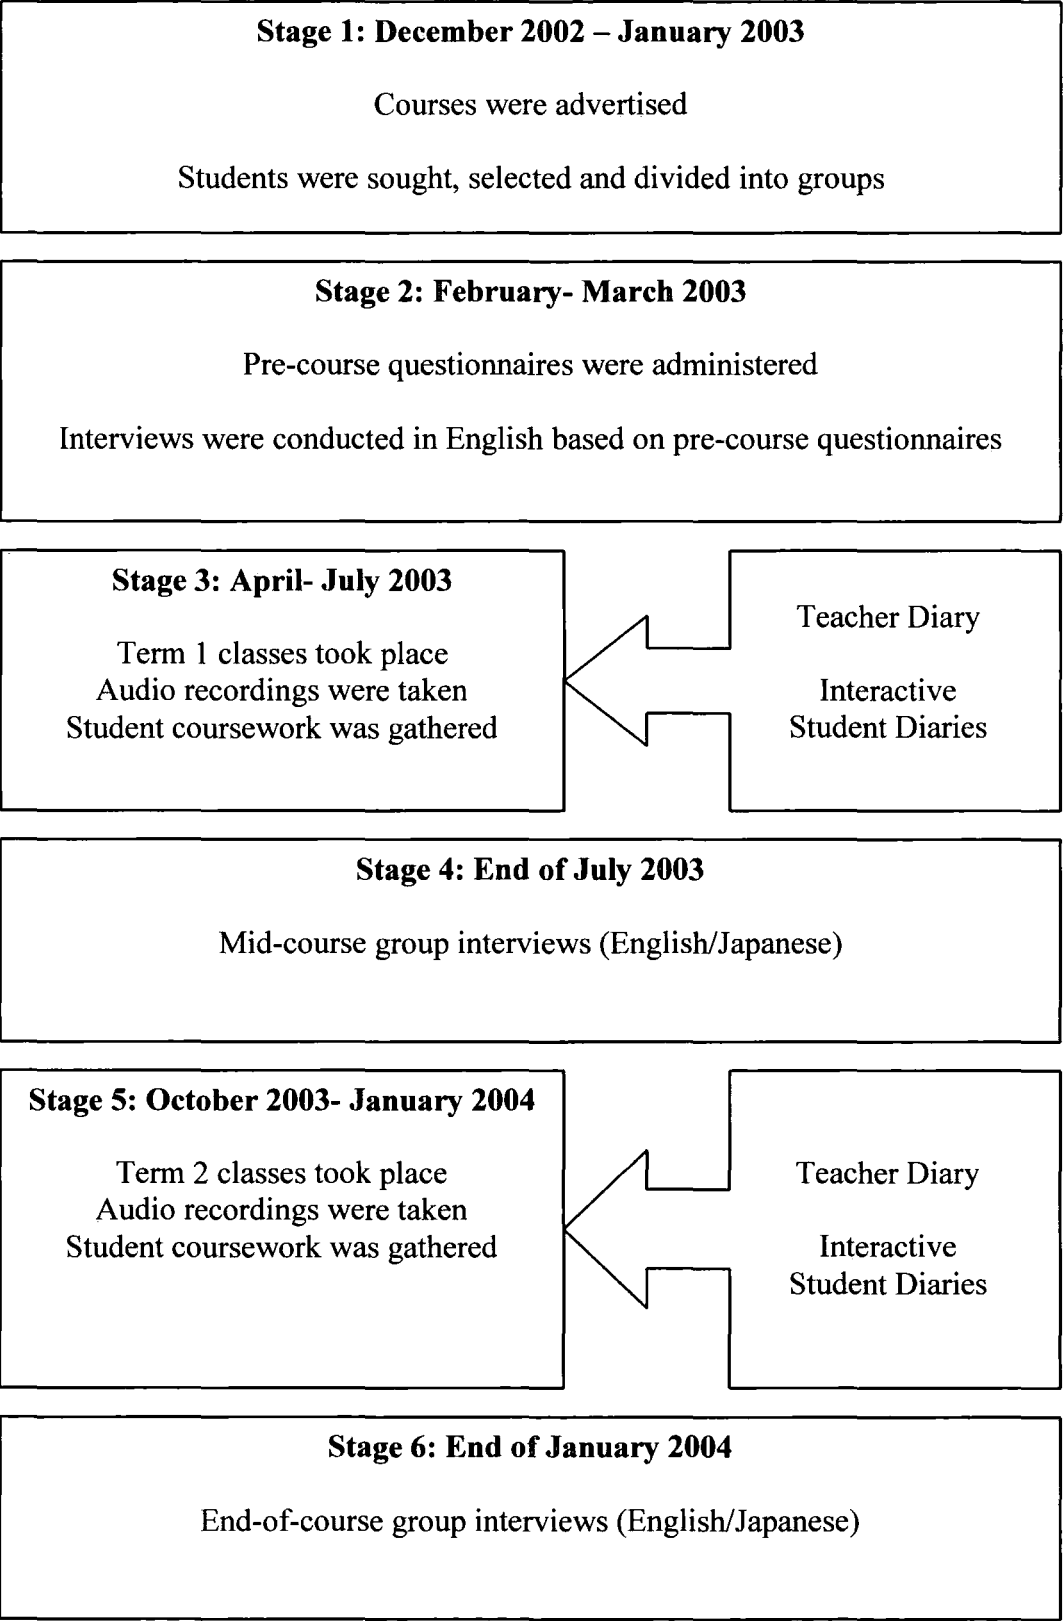 Stage 1: December 2002 – January 2003
Courses were advertised
Students were sought, selected and divided into groups
Stage 2: February- March 2003
Pre-course questionnaires were administered
Interviews were conducted in English based on pre-course questionnaires
Stage 3: April- July 2003
Term 1 classes took place
Audio recordings were taken
Student coursework was gathered
Teacher Diary
Interactive
Student Diaries
Stage 4: End of July 2003
Mid-course group interviews (English/Japanese)
Stage 5: October 2003- January 2004
Term 2 classes took place
Audio recordings were taken
Student coursework was gathered
Teacher Diary
Interactive
Student Diaries
Stage 6: End of January 2004
End-of-course group interviews (English/Japanese)